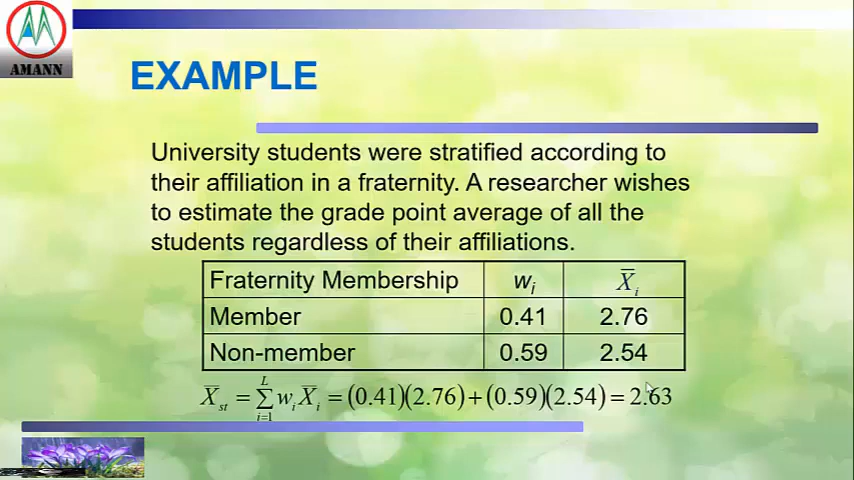 AMANN
EXAMPLE
University students were stratified according to
their affiliation in a fraternity. A researcher wishes
to estimate the grade point average of all the
students regardless of their affiliations.
Fraternity Membership wᵢ X̅ᵢ
Member 0.41 2.76
Non-member 0.59 2.54
X̅st = Σᴸᵢ₌₁ wᵢX̅ᵢ = (0.41)(2.76) + (0.59)(2.54) = 2.63